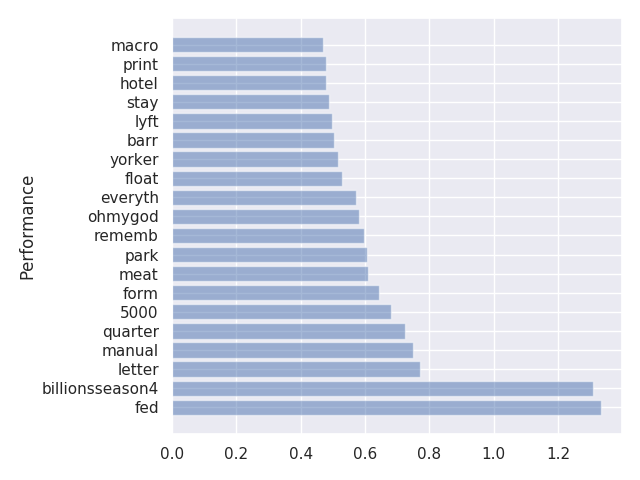 macro
print
hotel
stay
lyft
barr
yorker
float
everyth
ohmygod
rememb
park
meat
form
5000
quarter
manual
letter
billionsseason4
fed
Performance
0.0 0.2 0.4 0.6 0.8 1.0 1.2